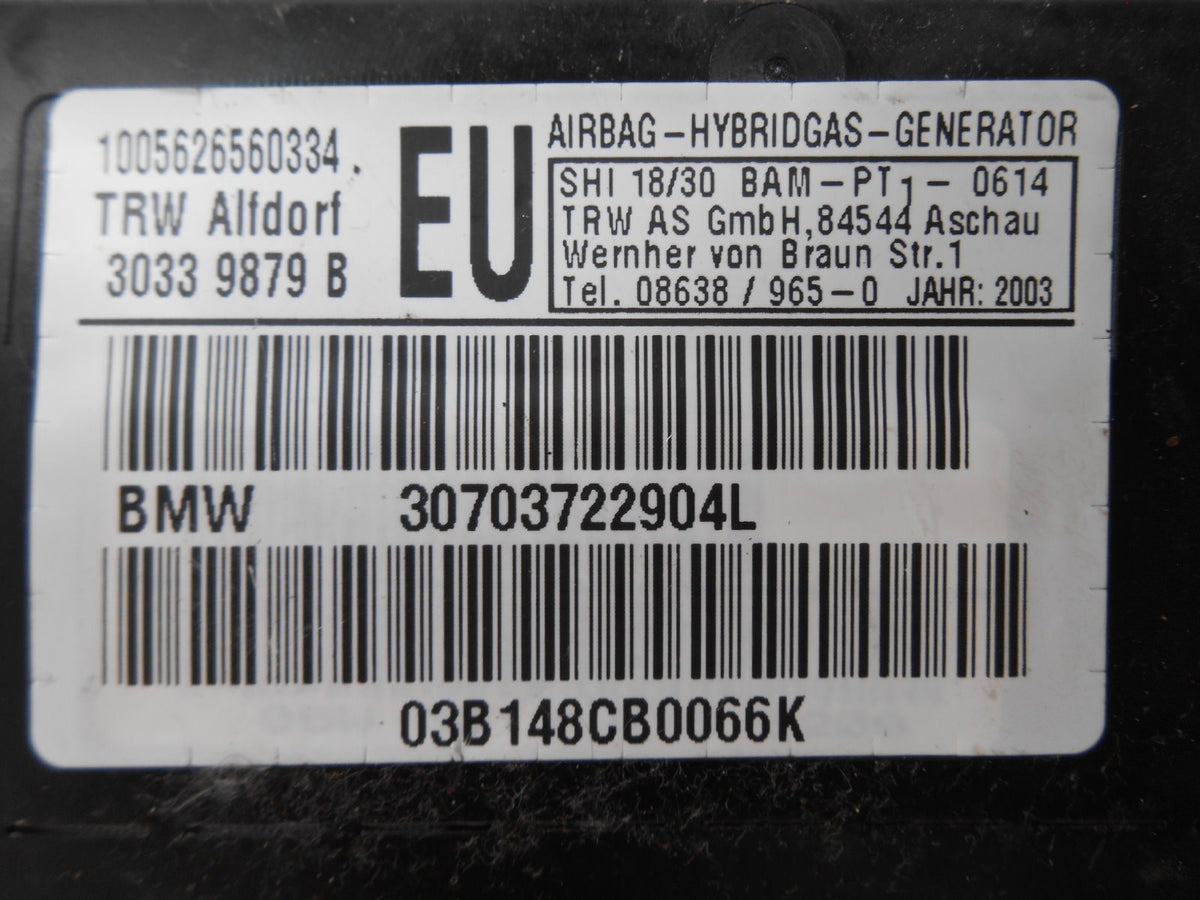 1005626560334.
TRW Alfdorf
3033 9879 B
EU
AIRBAG-HYBRIDGAS-GENERATOR
SHI 18/30 BAM-PT1- 0614
TRW AS GmbH,84544 Aschau
Wernher von Braun Str.1
Tel. 08638 / 965-0 JAHR: 2003
BMW 30703722904L
03B148CB0066K